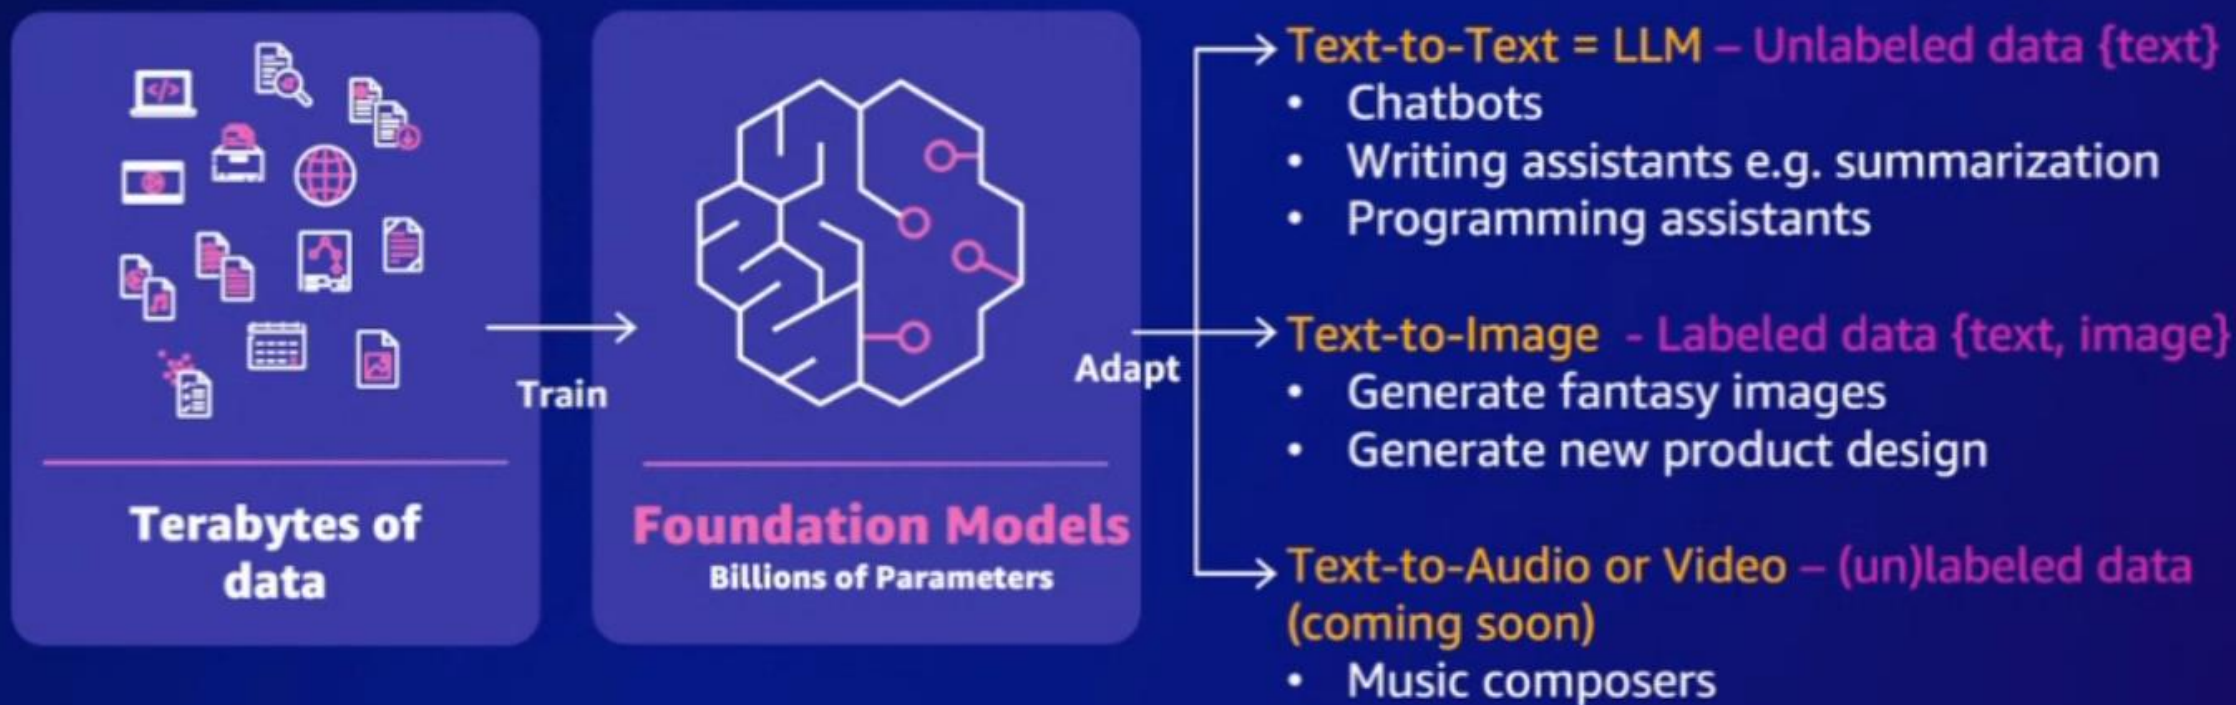 Terabytes of
data
Train
Foundation Models
Billions of Parameters
Adapt
Text-to-Text = LLM – Unlabeled data {text}
• Chatbots
• Writing assistants e.g. summarization
• Programming assistants
Text-to-Image - Labeled data {text, image}
• Generate fantasy images
• Generate new product design
Text-to-Audio or Video – (un)labeled data
(coming soon)
• Music composers